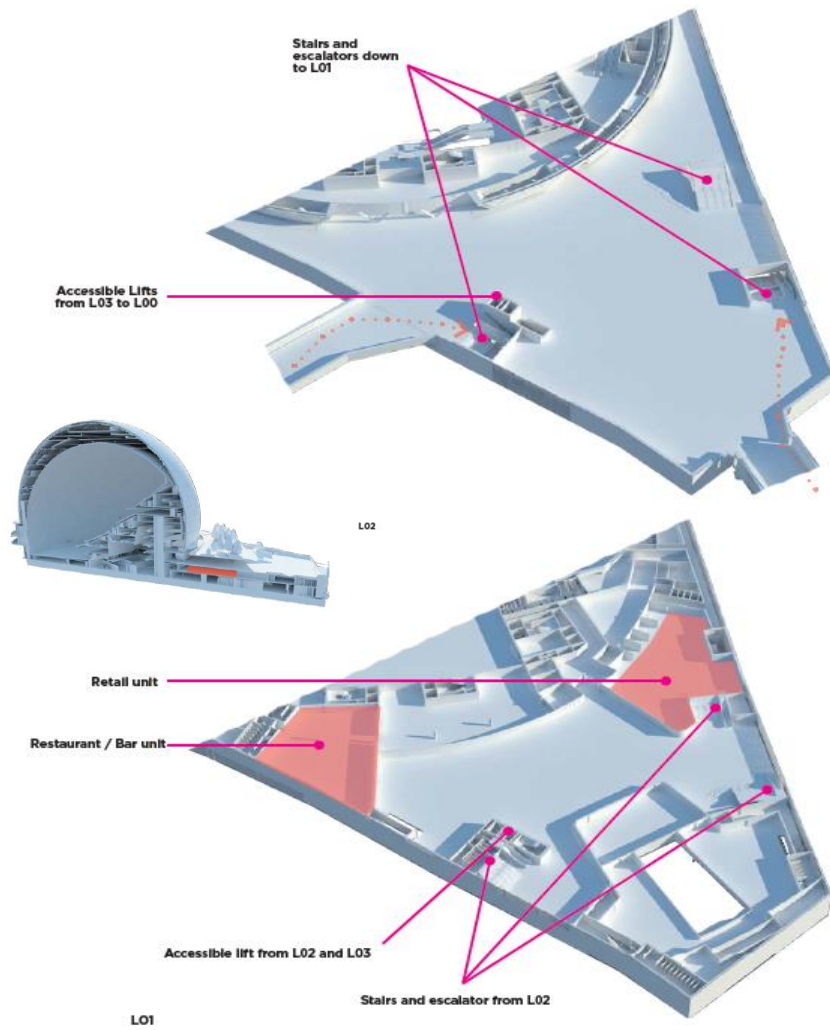 Stairs and
escalators down
to L01
Accessible Lifts
from L03 to L00
L02
Retail unit
Restaurant / Bar unit
Accessible lift from L02 and L03
Stairs and escalator from L02
LO1